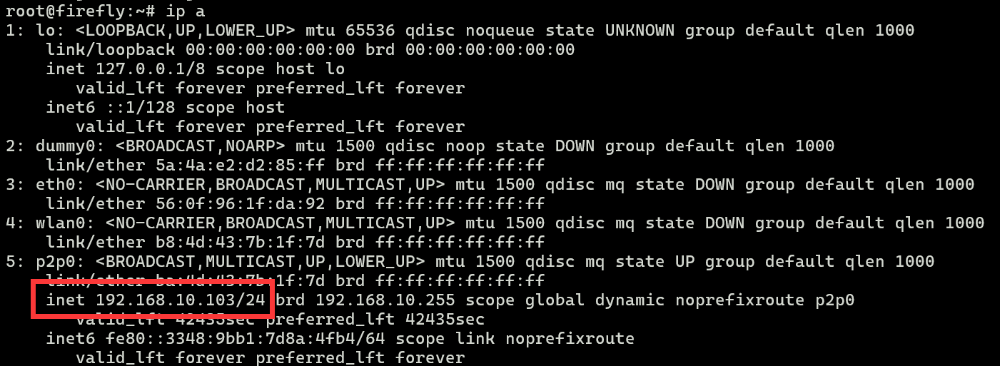 root@firefly:~# ip a
1: lo: <LOOPBACK,UP,LOWER_UP> mtu 65536 qdisc noqueue state UNKNOWN group default qlen 1000
    link/loopback 00:00:00:00:00:00 brd 00:00:00:00:00:00
    inet 127.0.0.1/8 scope host lo
       valid_lft forever preferred_lft forever
    inet6 ::1/128 scope host
       valid_lft forever preferred_lft forever
2: dummy0: <BROADCAST,NOARP> mtu 1500 qdisc noop state DOWN group default qlen 1000
    link/ether 5a:4a:e2:d2:85:ff brd ff:ff:ff:ff:ff:ff
3: eth0: <NO-CARRIER,BROADCAST,MULTICAST,UP> mtu 1500 qdisc mq state DOWN group default qlen 1000
    link/ether 56:0f:96:1f:da:92 brd ff:ff:ff:ff:ff:ff
4: wlan0: <NO-CARRIER,BROADCAST,MULTICAST,UP> mtu 1500 qdisc mq state DOWN group default qlen 1000
    link/ether b8:4d:43:7b:1f:7d brd ff:ff:ff:ff:ff:ff
5: p2p0: <BROADCAST,MULTICAST,UP,LOWER_UP> mtu 1500 qdisc mq state UP group default qlen 1000
    link/ether ba:4d:43:7b:1f:7d brd ff:ff:ff:ff:ff:ff
    inet 192.168.10.103/24 brd 192.168.10.255 scope global dynamic noprefixroute p2p0
       valid_lft 42435sec preferred_lft 42435sec
    inet6 fe80::3348:9bb1:7d8a:4fb4/64 scope link noprefixroute
       valid_lft forever preferred_lft forever